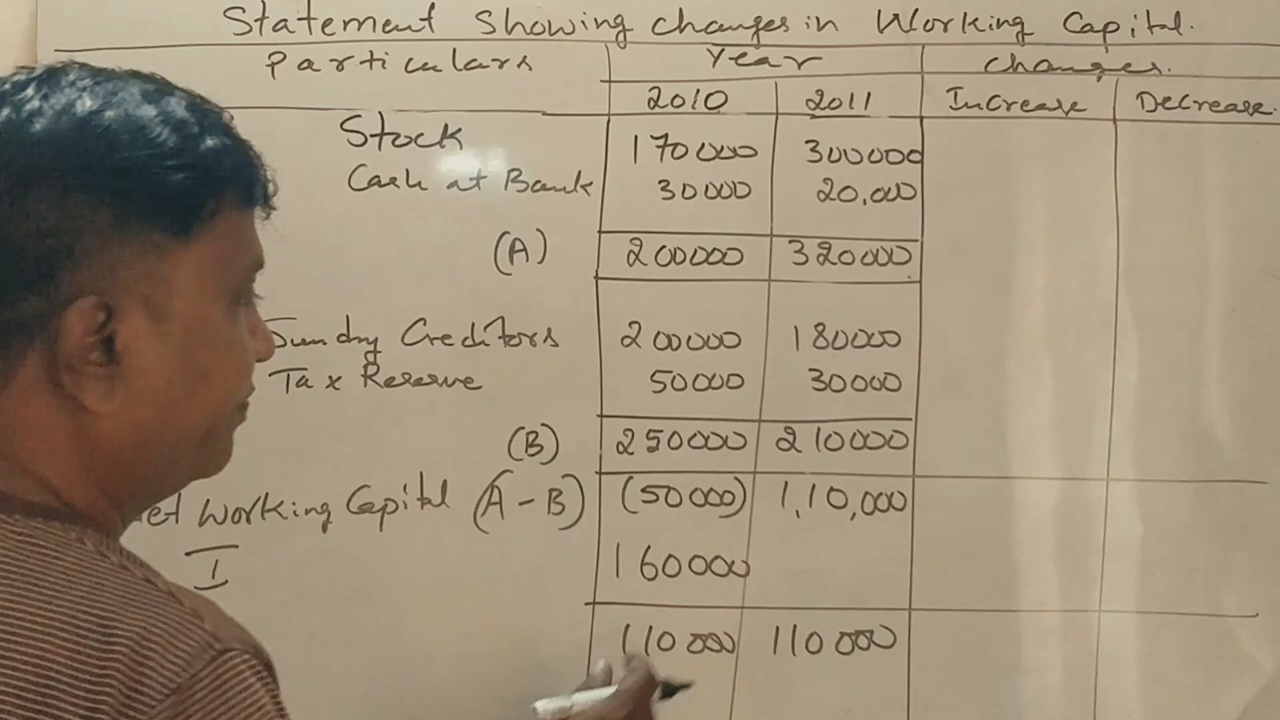 Statement Showing Changes in Working Capital.
Particulars Year Changes.
2010 2011 Increase Decrease.
Stock 170000 300000
Cash at Bank 30000 20,000
(A) 200000 320000
Sundry Creditors 200000 180000
Tax Reserve 50000 30000
(B) 250000 210000
Working Capital (A-B) (50000) 1,10,000
I 160000
110000 110000